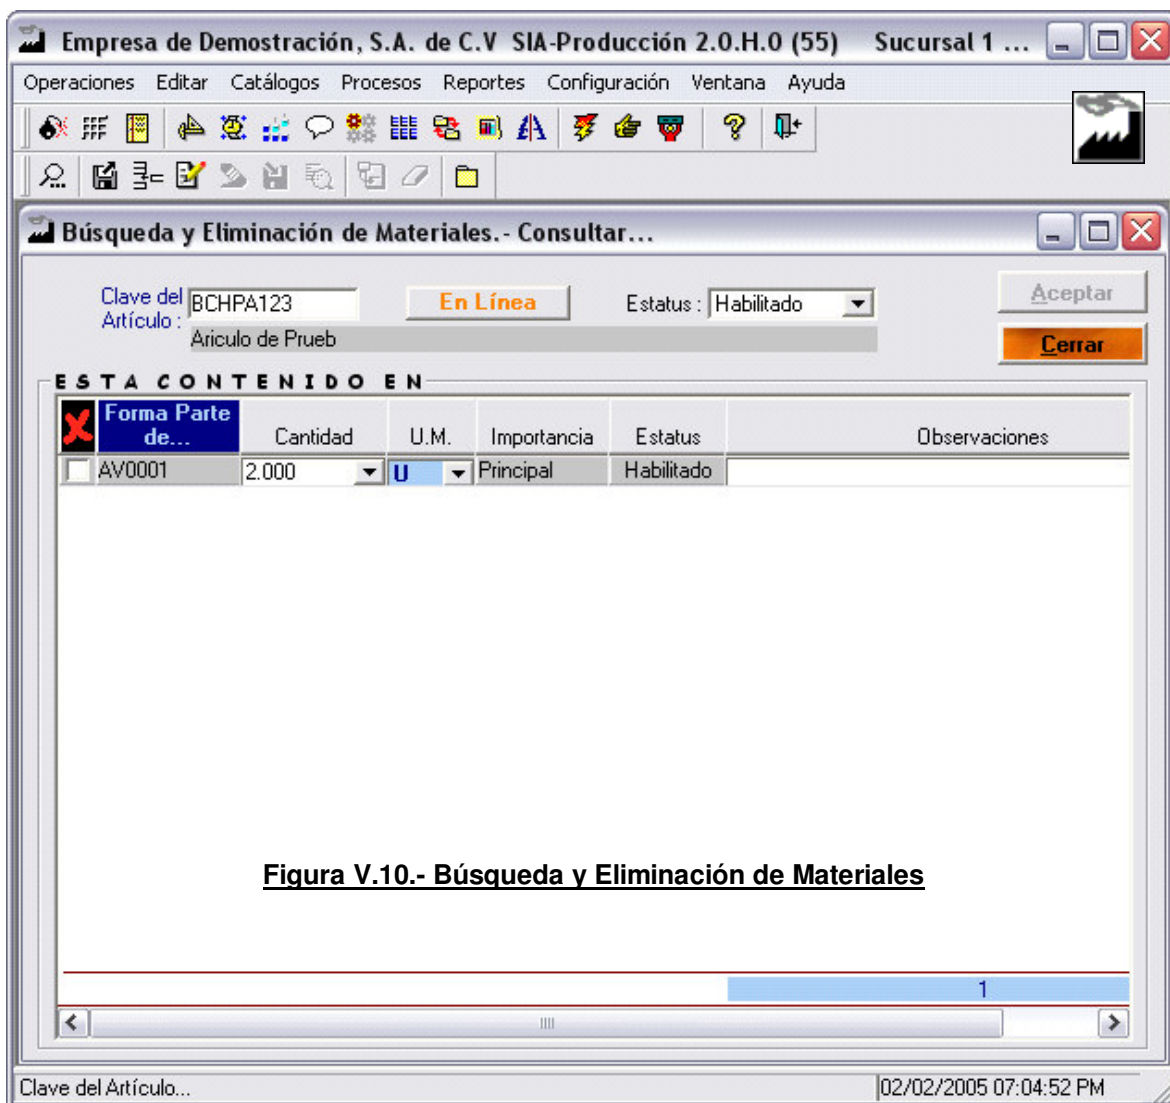 Empresa de Demostración, S.A. de C.V SIA-Producción 2.0.H.0 (55) Sucursal 1 ...
Operaciones Editar Catálogos Procesos Reportes Configuración Ventana Ayuda
Búsqueda y Eliminación de Materiales.- Consultar...
Clave del
Artículo :
BCHPA123
En Línea
Estatus :
Habilitado
Aceptar
Ariculo de Prueb
Cerrar
ESTA CONTENIDO EN
Forma Parte
de...
Cantidad U.M. Importancia Estatus Observaciones
AV0001 2.000 U Principal Habilitado
Figura V.10.- Búsqueda y Eliminación de Materiales
1
Clave del Artículo... 02/02/2005 07:04:52 PM